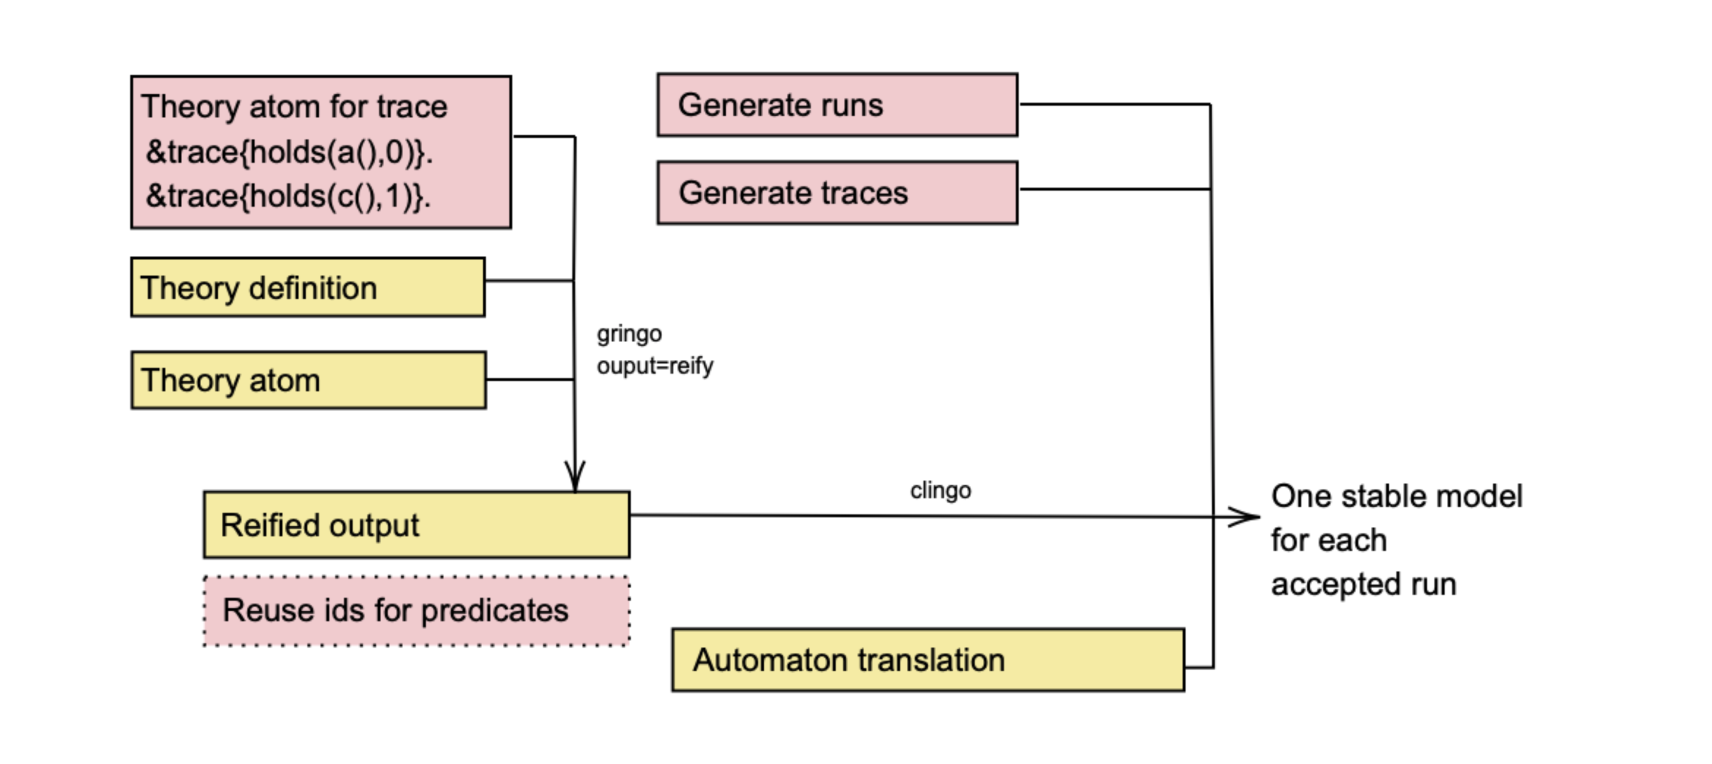 Theory atom for trace
&trace{holds(a(),0)}.
&trace{holds(c(),1)}.
Theory definition
Theory atom
gringo
ouput=reify
Reified output
Reuse ids for predicates
Generate runs
Generate traces
clingo
Automaton translation
One stable model
for each
accepted run